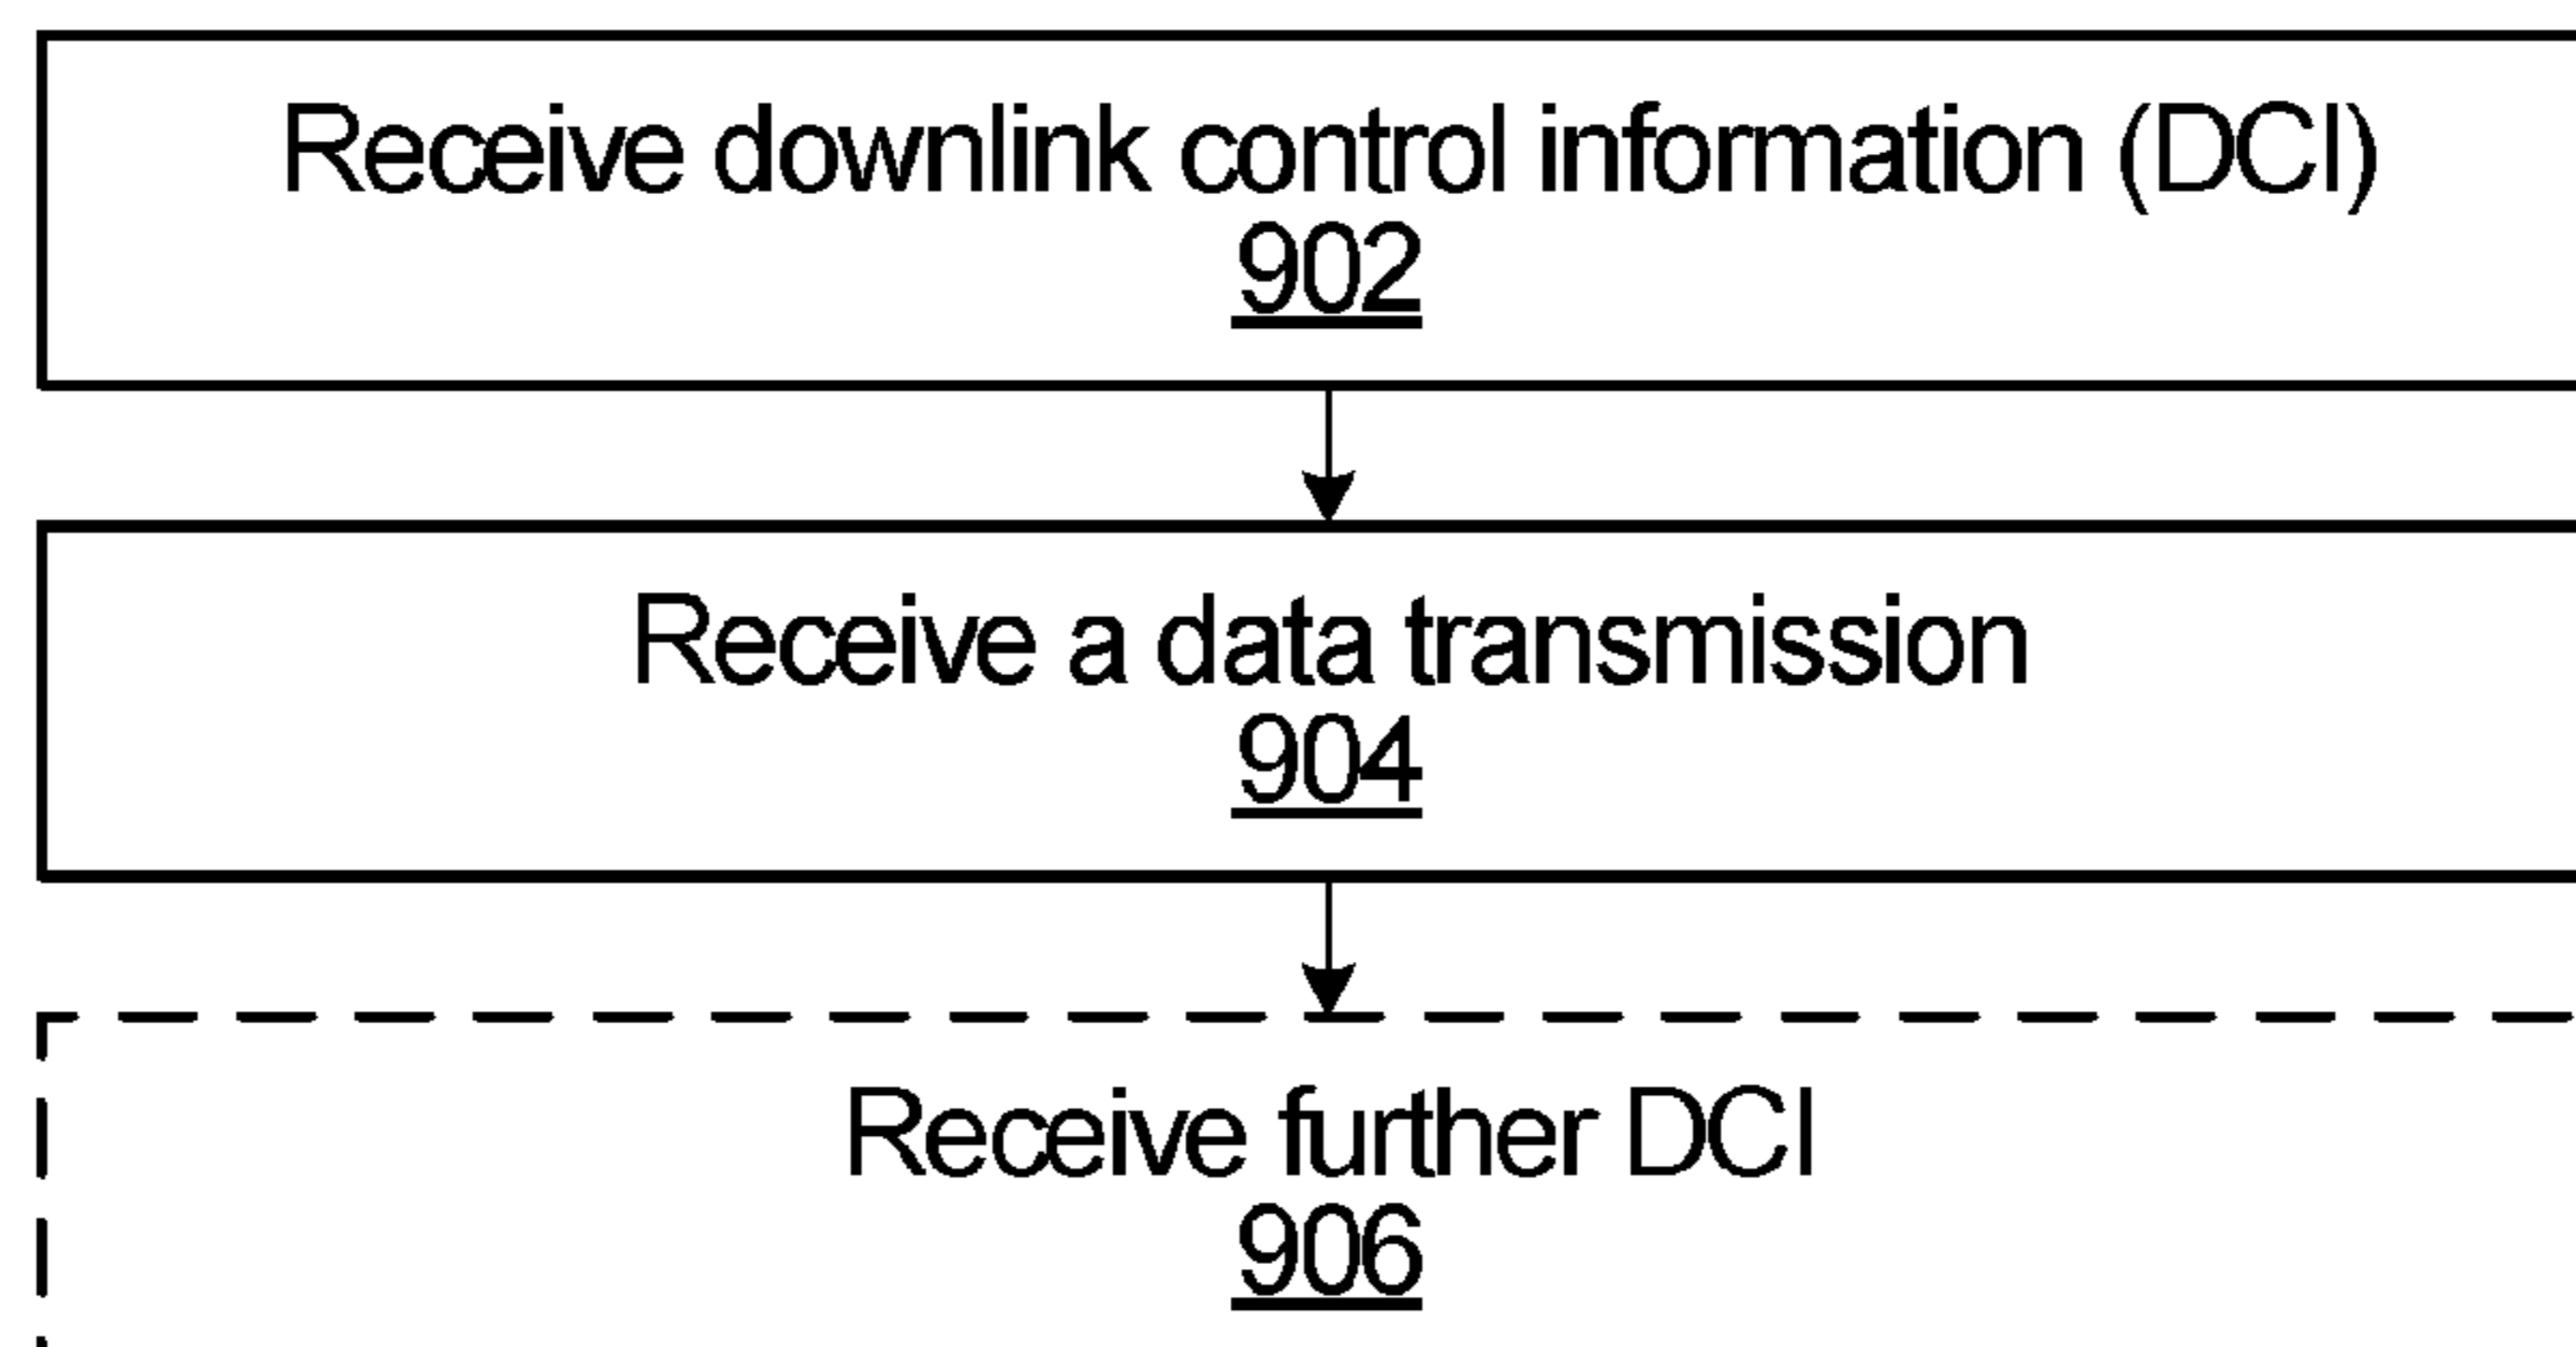 Receive downlink control information (DCI)
902
Receive a data transmission
904
Receive further DCI
906